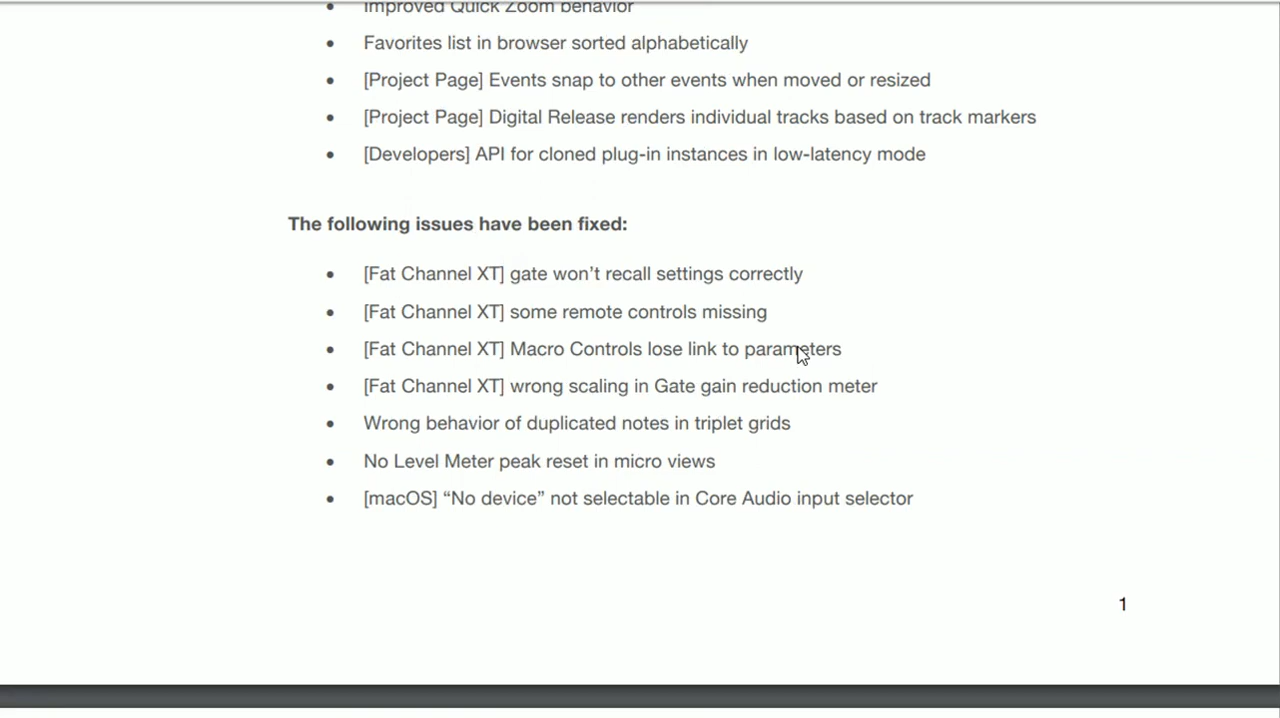 • Improved Quick Zoom behavior
• Favorites list in browser sorted alphabetically
• [Project Page] Events snap to other events when moved or resized
• [Project Page] Digital Release renders individual tracks based on track markers
• [Developers] API for cloned plug-in instances in low-latency mode
The following issues have been fixed:
• [Fat Channel XT] gate won’t recall settings correctly
• [Fat Channel XT] some remote controls missing
• [Fat Channel XT] Macro Controls lose link to parameters
• [Fat Channel XT] wrong scaling in Gate gain reduction meter
• Wrong behavior of duplicated notes in triplet grids
• No Level Meter peak reset in micro views
• [macOS] “No device” not selectable in Core Audio input selector
1